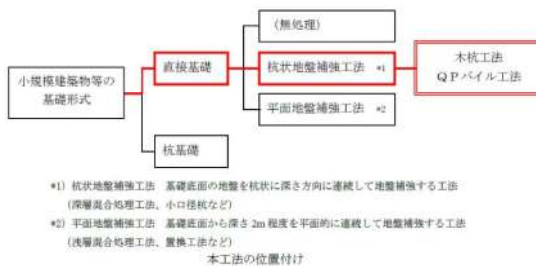 (無処理)
直接基礎
杭状地盤補強工法 *1
木杭工法
QPパイル工法
小規模建築物等の
基礎形式
平面地盤補強工法 *2
杭基礎
*1) 杭状地盤補強工法 基礎底面の地盤を杭状に深さ方向に連続して地盤補強する工法
(深層混合処理工法、小口径杭など)
*2) 平面地盤補強工法 基礎底面から深さ 2m 程度を平面的に連続して地盤補強する工法
(浅層混合処理工法、置換工法など)
本工法の位置付け